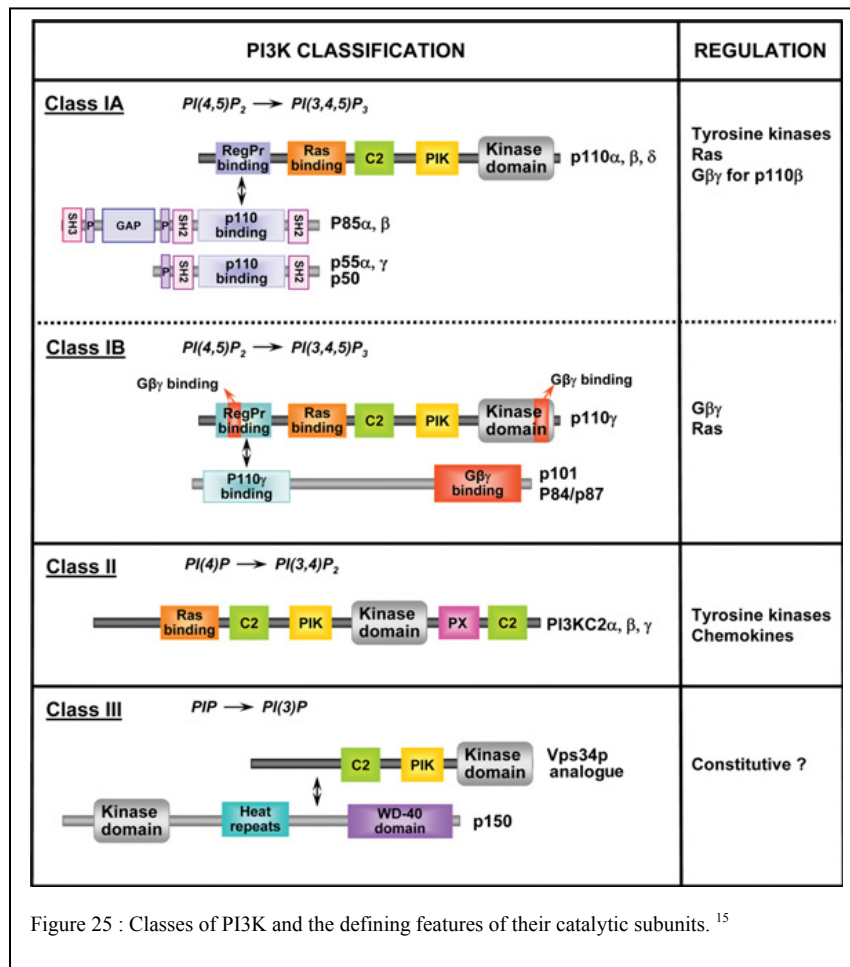 PI3K CLASSIFICATION
REGULATION
Class IA
PI(4,5)P₂ → PI(3,4,5)P₃
RegPr binding
Ras binding
C2
PIK
Kinase domain
p110α, β, δ
Tyrosine kinases
Ras
Gβγ for p110β
SH3
P
GAP
P
SH2
p110 binding
SH2
P85α, β
P
SH2
p110 binding
SH2
p55α, γ
p50
Class IB
PI(4,5)P₂ → PI(3,4,5)P₃
Gβγ binding
Gβγ binding
RegPr binding
Ras binding
C2
PIK
Kinase domain
p110γ
Gβγ
Ras
P110γ binding
Gβγ binding
p101
P84/p87
Class II
PI(4)P → PI(3,4)P₂
Ras binding
C2
PIK
Kinase domain
PX
C2
PI3KC2α, β, γ
Tyrosine kinases
Chemokines
Class III
PIP → PI(3)P
C2
PIK
Kinase domain
Vps34p analogue
Constitutive ?
Kinase domain
Heat repeats
WD-40 domain
p150
Figure 25 : Classes of PI3K and the defining features of their catalytic subunits. ¹⁵